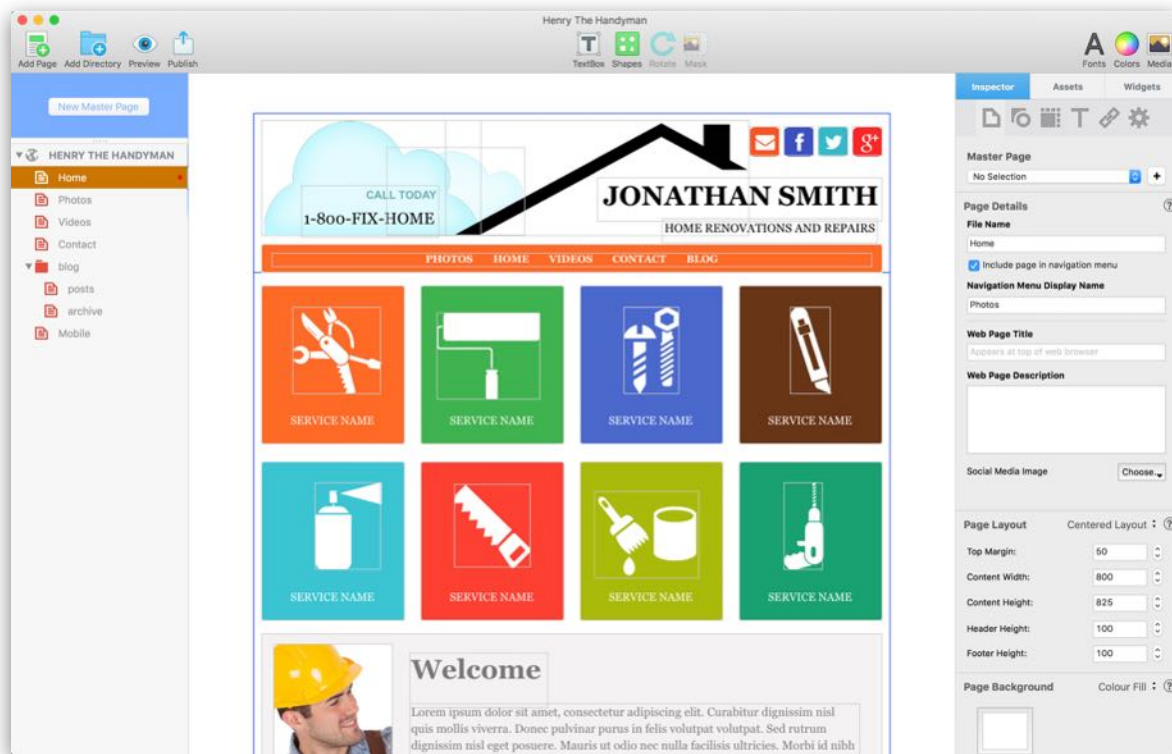 Henry The Handyman
Add Page
Add Directory
Preview
Publish
TextBox
Shapes
Rotate
Mask
Fonts
Colors
Media
New Master Page
HENRY THE HANDYMAN
Home
Photos
Videos
Contact
blog
posts
archive
Mobile
CALL TODAY
1-800-FIX-HOME
f
g+
JONATHAN SMITH
HOME RENOVATIONS AND REPAIRS
PHOTOS HOME VIDEOS CONTACT BLOG
SERVICE NAME
SERVICE NAME
SERVICE NAME
SERVICE NAME
SERVICE NAME
SERVICE NAME
SERVICE NAME
SERVICE NAME
Welcome
Lorem ipsum dolor sit amet, consectetur adipiscing elit. Curabitur dignissim nisl
quis mollis viverra. Donec pulvinar purus in felis volutpat volutpat. Sed rutrum
dignissim nisl eget posuere. Mauris ut odio nec nulla facilisis ultricies. Morbi id nibh
Inspector
Assets
Widgets
Master Page
No Selection
+
Page Details
?
File Name
Home
Include page in navigation menu
Navigation Menu Display Name
Photos
Web Page Title
Appears at top of web browser
Web Page Description
Social Media Image
Choose...
Page Layout
Centered Layout
?
Top Margin: 50
Content Width: 800
Content Height: 825
Header Height: 100
Footer Height: 100
Page Background
Colour Fill
?